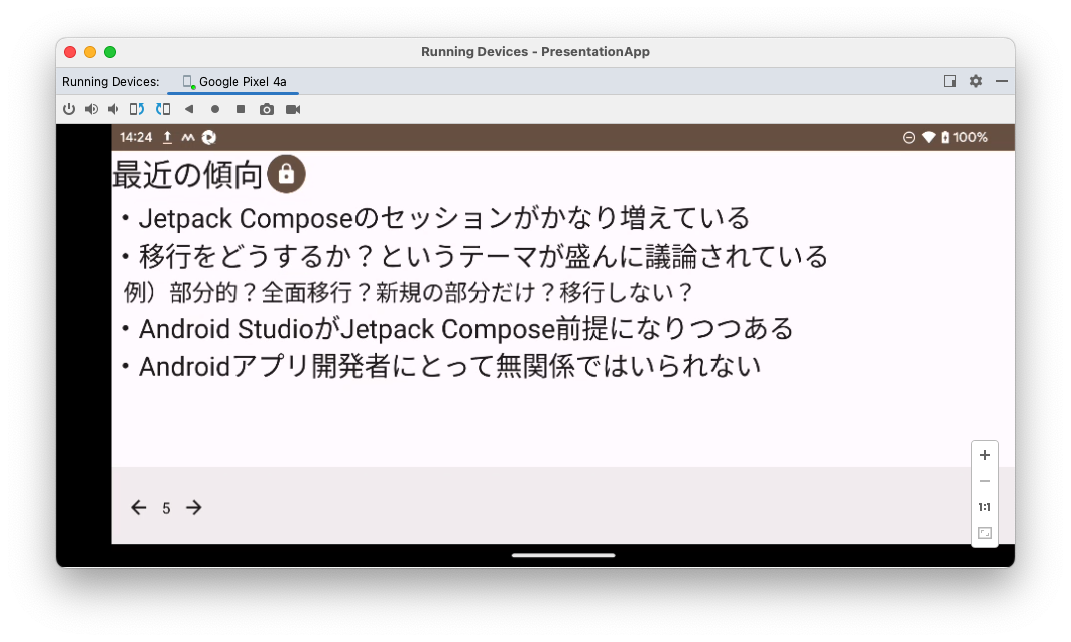 Running Devices - PresentationApp
Running Devices: Google Pixel 4a
14:24 100%
最近の傾向
・Jetpack Composeのセッションがかなり増えている
・移行をどうするか？というテーマが盛んに議論されている
例）部分的？全面移行？新規の部分だけ？移行しない？
・Android StudioがJetpack Compose前提になりつつある
・Androidアプリ開発者にとって無関係ではいられない
1:1
5